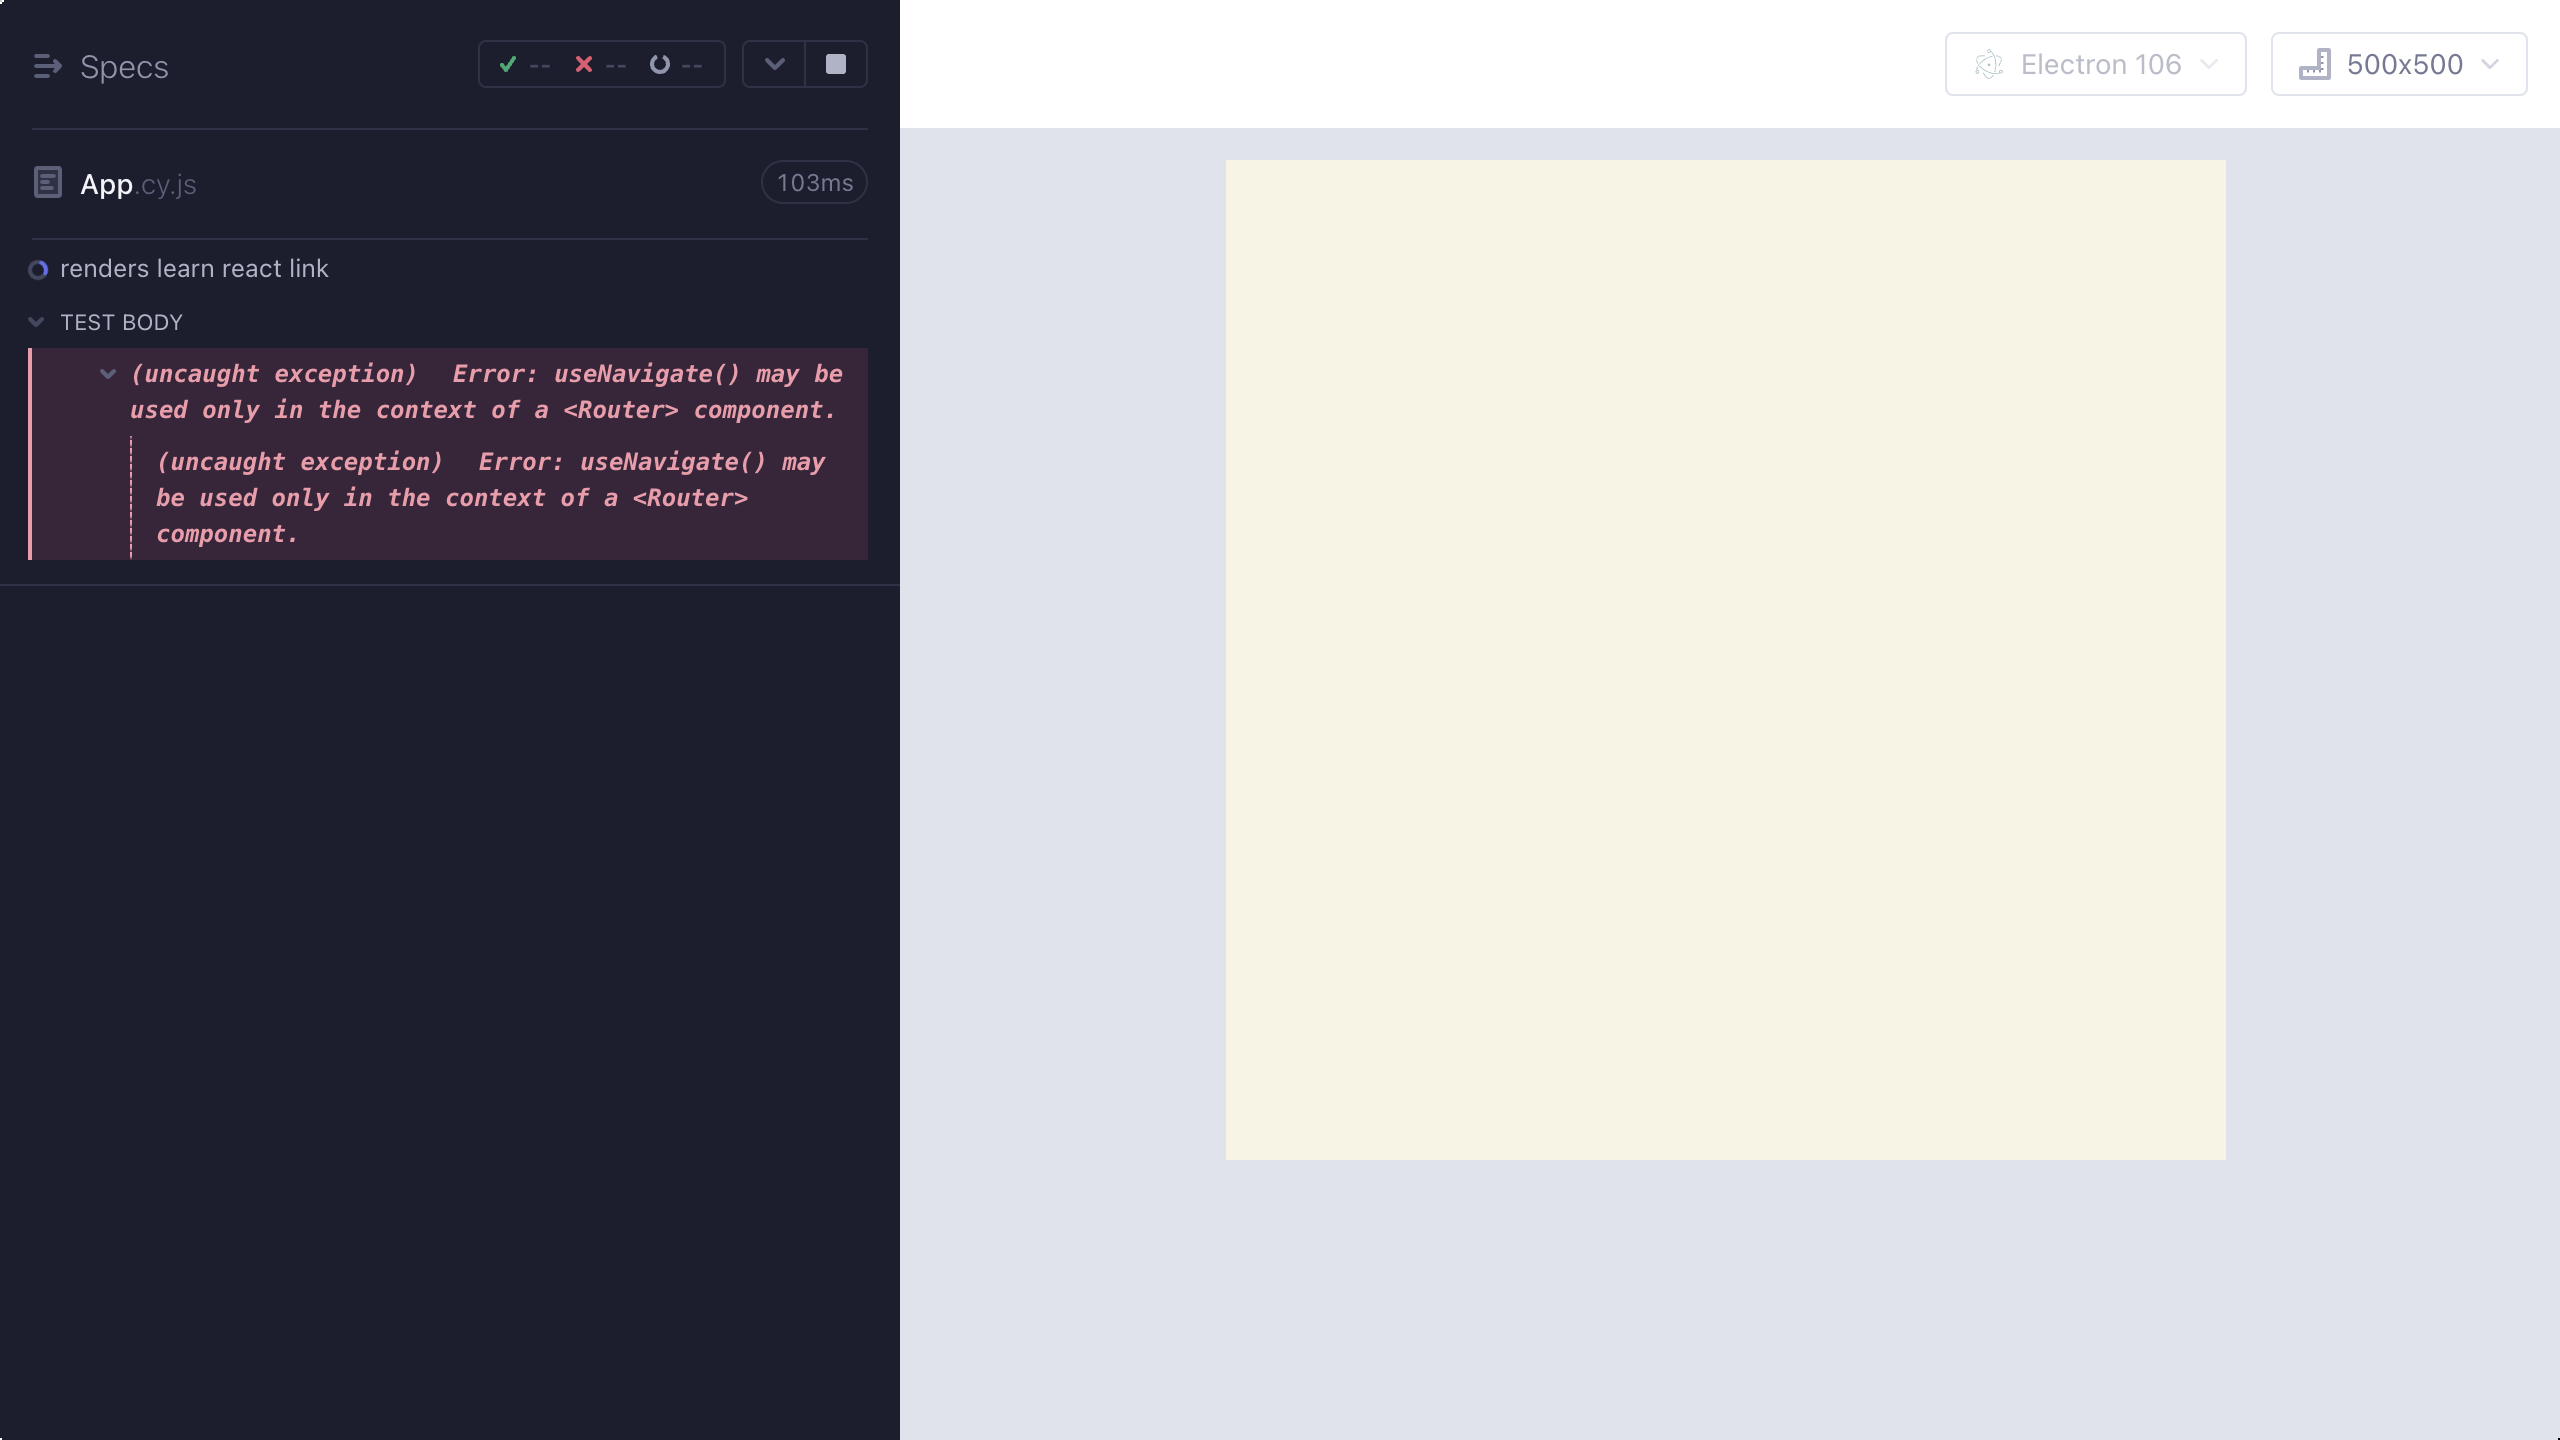 Specs
-- -- --
Electron 106
500x500
App.cy.js
103ms
renders learn react link
TEST BODY
(uncaught exception) Error: useNavigate() may be
used only in the context of a <Router> component.
(uncaught exception) Error: useNavigate() may
be used only in the context of a <Router>
component.